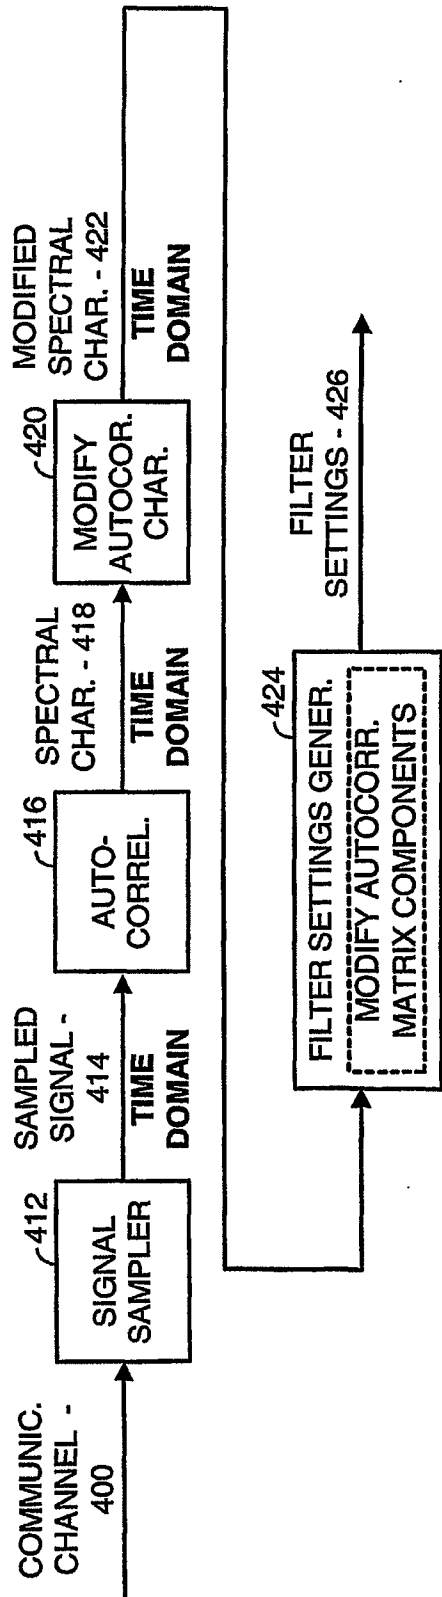 COMMUNIC.
CHANNEL -
400
412
SIGNAL
SAMPLER
SAMPLED
SIGNAL -
414
TIME
DOMAIN
416
AUTO-
CORREL.
SPECTRAL
CHAR. - 418
TIME
DOMAIN
420
MODIFY
AUTOCOR.
CHAR.
MODIFIED
SPECTRAL
CHAR. - 422
TIME
DOMAIN
424
FILTER SETTINGS GENER.
MODIFY AUTOCORR.
MATRIX COMPONENTS
FILTER
SETTINGS - 426